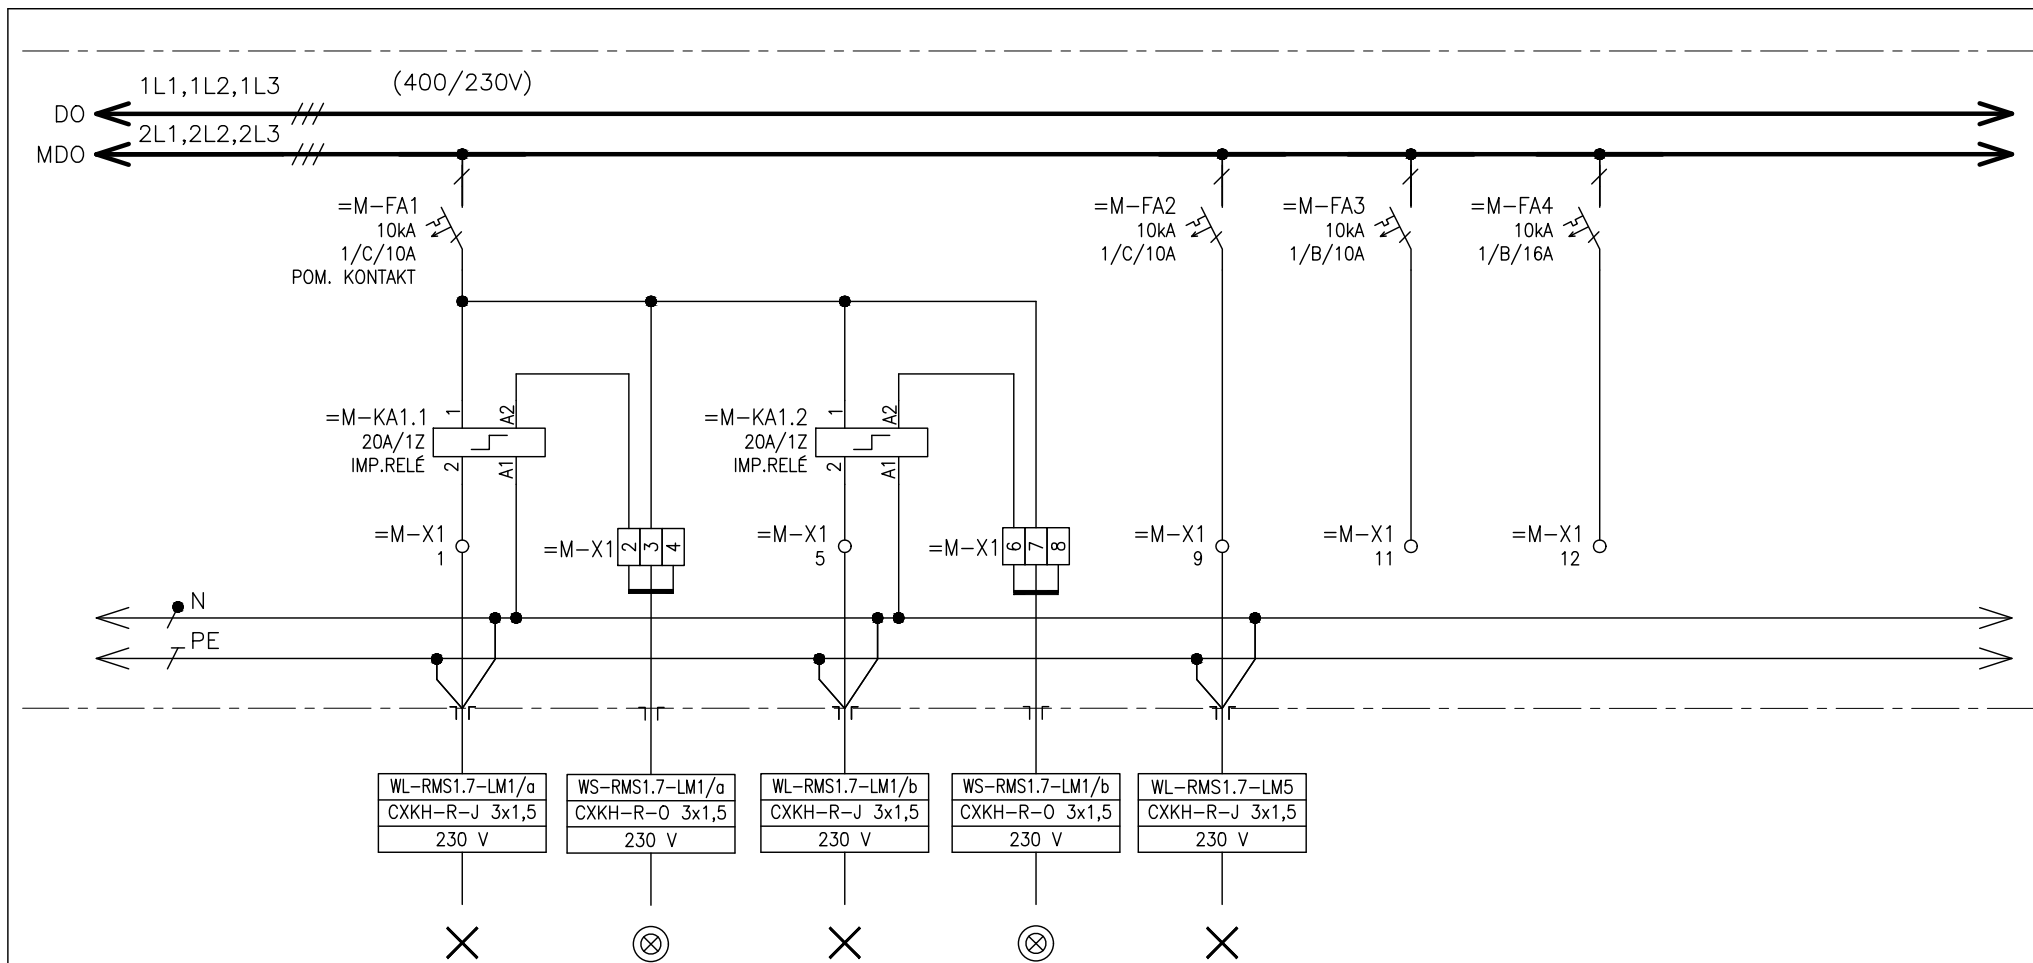 1L1,1L2,1L3
(400/230V)
DO
2L1,2L2,2L3
MDO
=M-FA1
10kA
1/C/10A
POM. KONTAKT
=M-FA2
10kA
1/C/10A
=M-FA3
10kA
1/B/10A
=M-FA4
10kA
1/B/16A
=M-KA1.1
20A/1Z
IMP.RELÉ
1
A2
2
A1
=M-KA1.2
20A/1Z
IMP.RELÉ
1
A2
2
A1
=M-X1
1
=M-X1
2 3 4
=M-X1
5
=M-X1
6 7 8
=M-X1
9
=M-X1
11
=M-X1
12
N
PE
WL-RMS1.7-LM1/a
CXKH-R-J 3x1,5
230 V
WS-RMS1.7-LM1/a
CXKH-R-O 3x1,5
230 V
WL-RMS1.7-LM1/b
CXKH-R-J 3x1,5
230 V
WS-RMS1.7-LM1/b
CXKH-R-O 3x1,5
230 V
WL-RMS1.7-LM5
CXKH-R-J 3x1,5
230 V